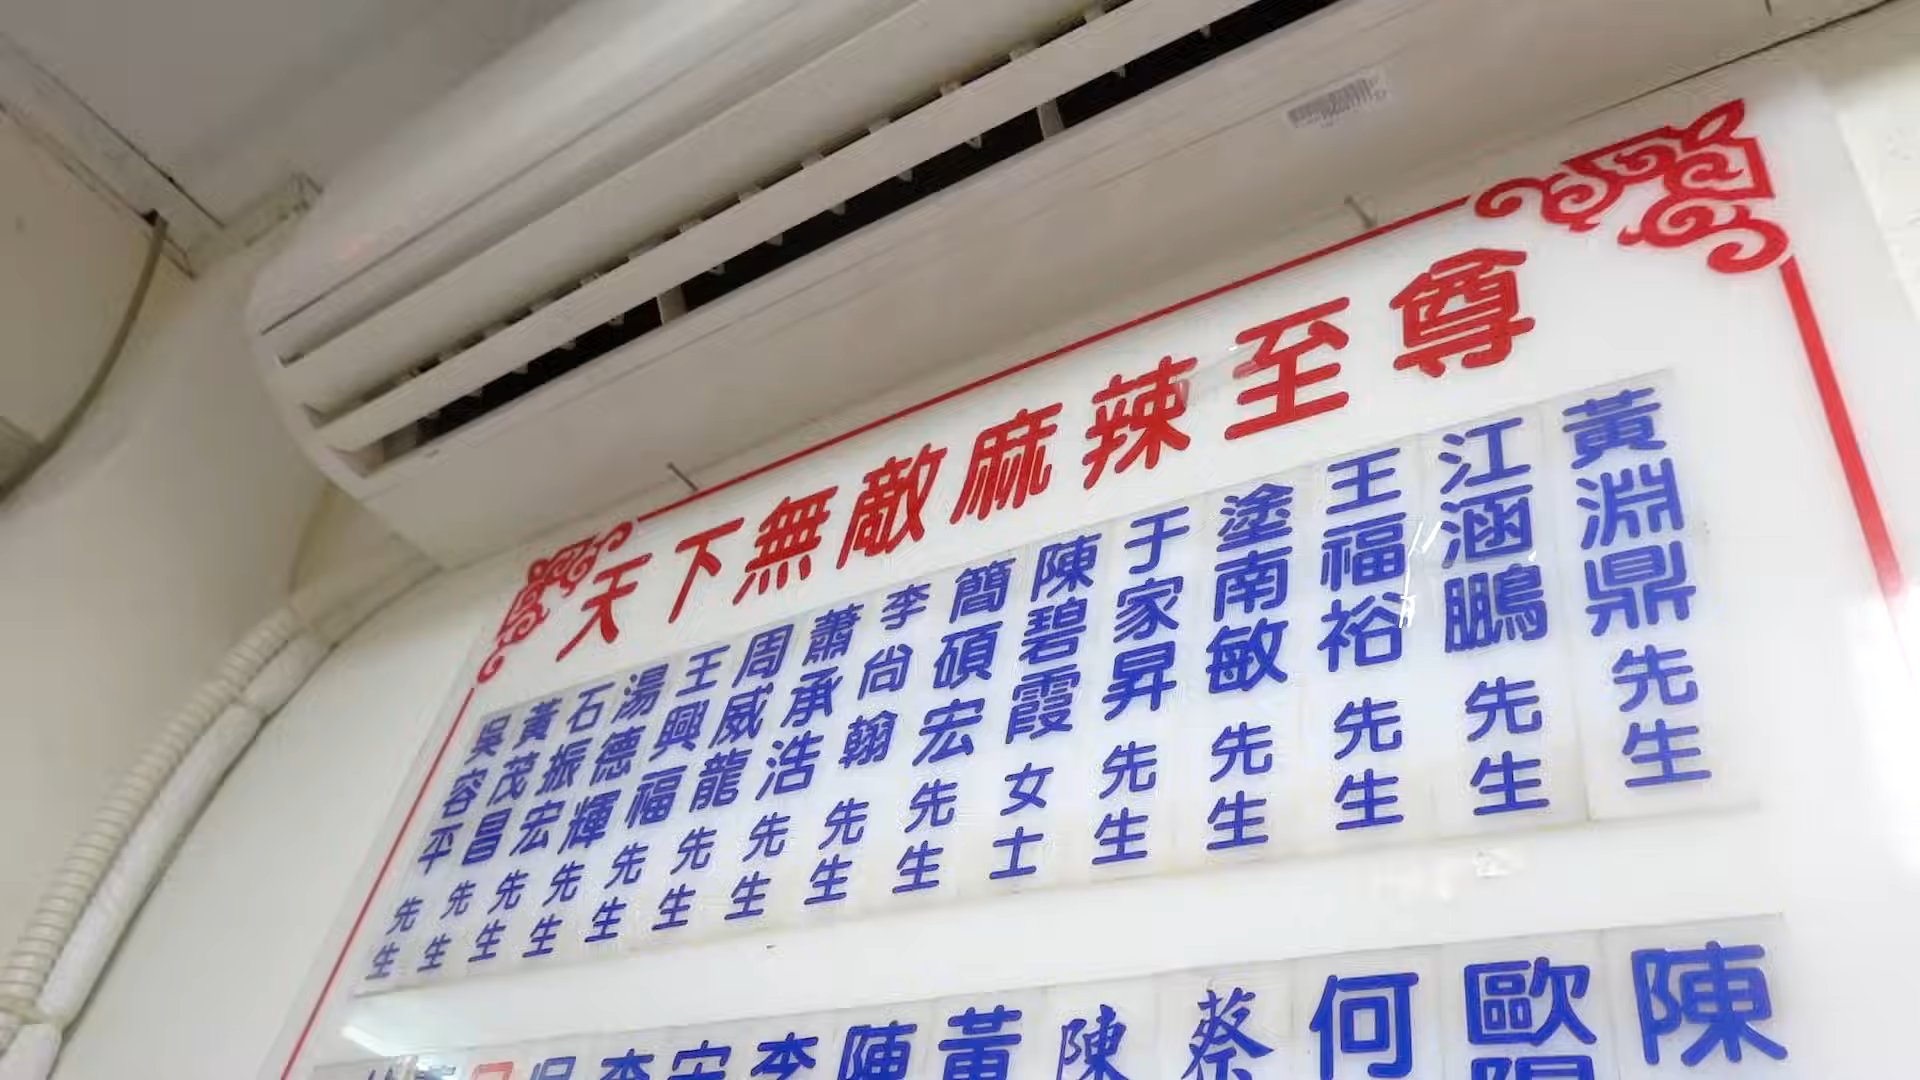 天下無敵麻辣至尊
黃淵鼎先生
江涵鵬先生
王福裕先生
塗南敏先生
于家昇先生
陳碧霞女士
簡碩宏先生
李尚翰先生
蕭承浩先生
周威龍先生
王興福先生
湯德輝先生
石振宏先生
黃茂昌先生
吳容平先生
陳
歐陽
何
蔡
陳
黃
陳
李
宋
李
吳